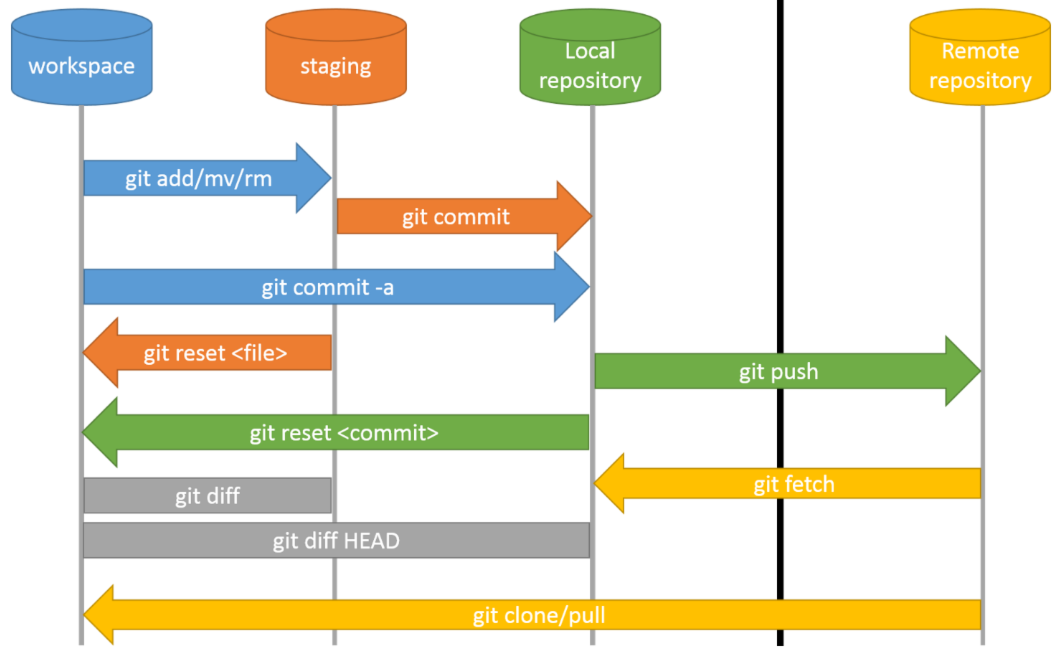 workspace
staging
Local
repository
Remote
repository
git add/mv/rm
git commit
git commit -a
git reset <file>
git push
git reset <commit>
git fetch
git diff
git diff HEAD
git clone/pull